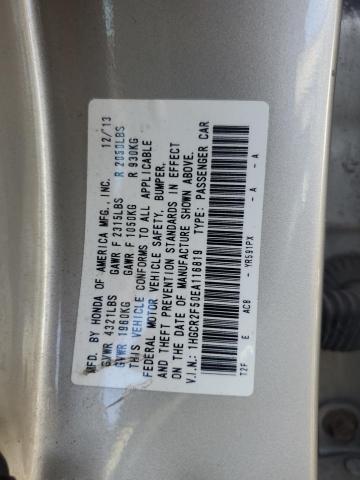 MFD. BY HONDA OF AMERICA MFG., INC. 12/13
GVWR 4321LBS GAWR F 2315LBS R 2050LBS
GVWR 1960KG GAWR F 1050KG R 930KG
THIS VEHICLE CONFORMS TO ALL APPLICABLE
FEDERAL MOTOR VEHICLE SAFETY, BUMPER,
AND THEFT PREVENTION STANDARDS IN EFFECT
ON THE DATE OF MANUFACTURE SHOWN ABOVE.
V.I.N.: 1HGCR2F50EA116819 TYPE: PASSENGER CAR
T2F E AC8 - YR591PX - A - A